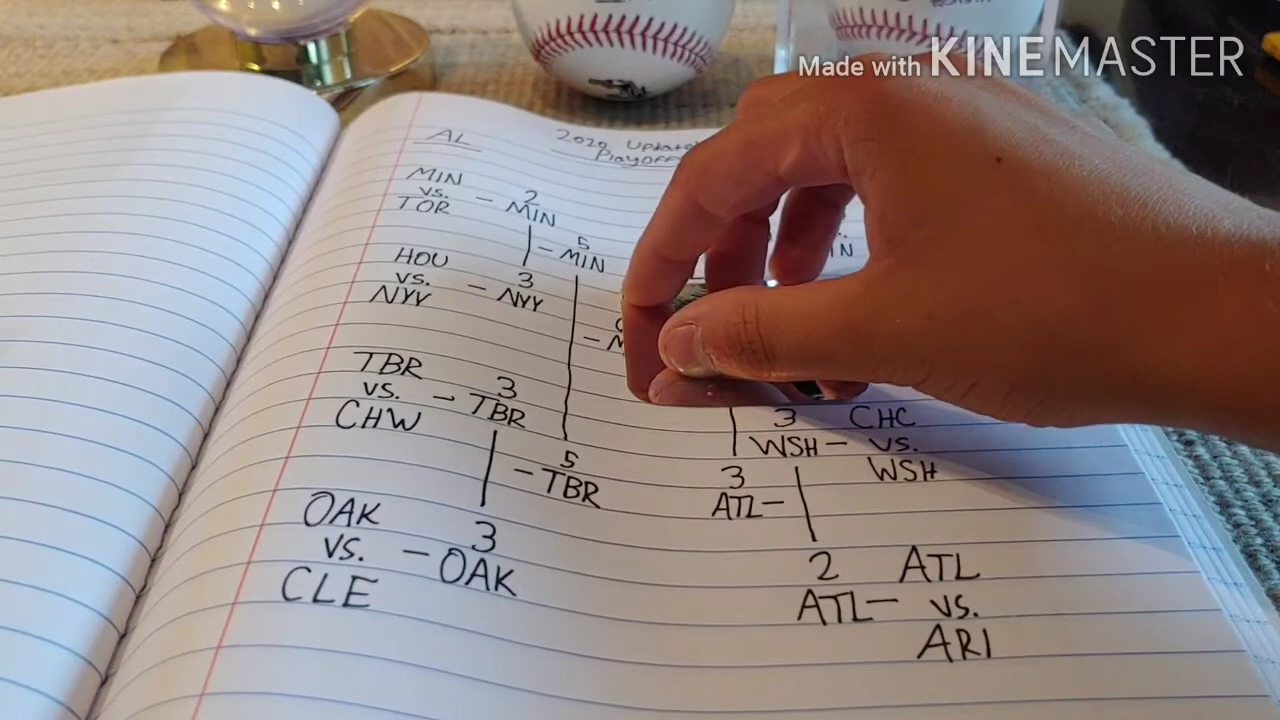 Made with KINEMASTER
AL
2020 Updated
Playoff
MIN
vs.
TOR
2
- MIN
5
- MIN
HOU
vs.
NYY
3
- NYY
TBR
vs.
CHW
3
- TBR
5
- TBR
OAK
vs.
CLE
3
- OAK
3
WSH -
CHC
vs.
WSH
3
ATL-
2
ATL-
ATL
vs.
ARI